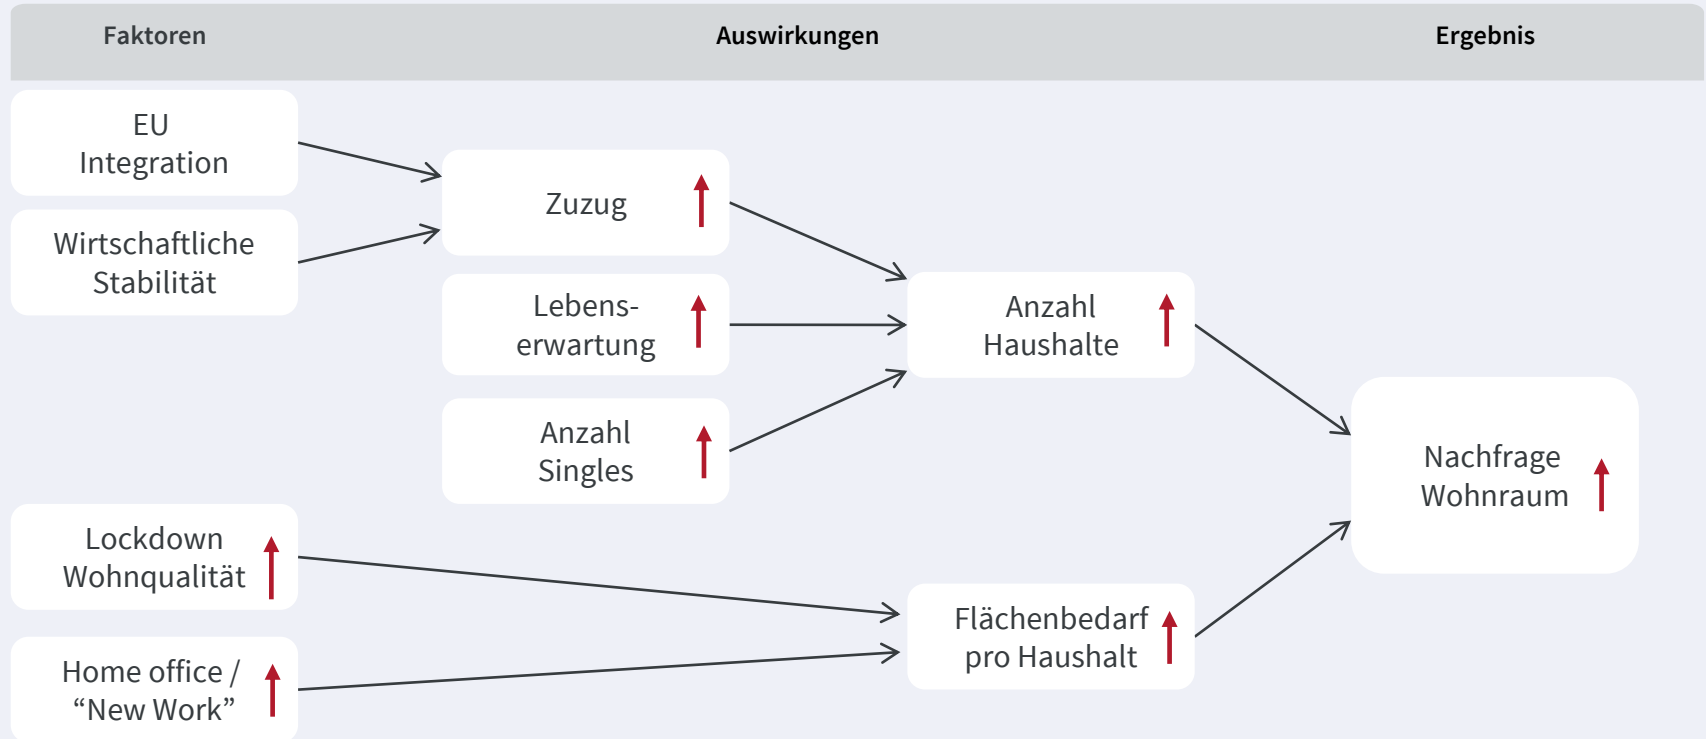 Faktoren
Auswirkungen
Ergebnis
EU
Integration
Wirtschaftliche
Stabilität
Zuzug
Lebens-
erwartung
Anzahl
Singles
Anzahl
Haushalte
Nachfrage
Wohnraum
Lockdown
Wohnqualität
Flächenbedarf
pro Haushalt
Home office /
“New Work”